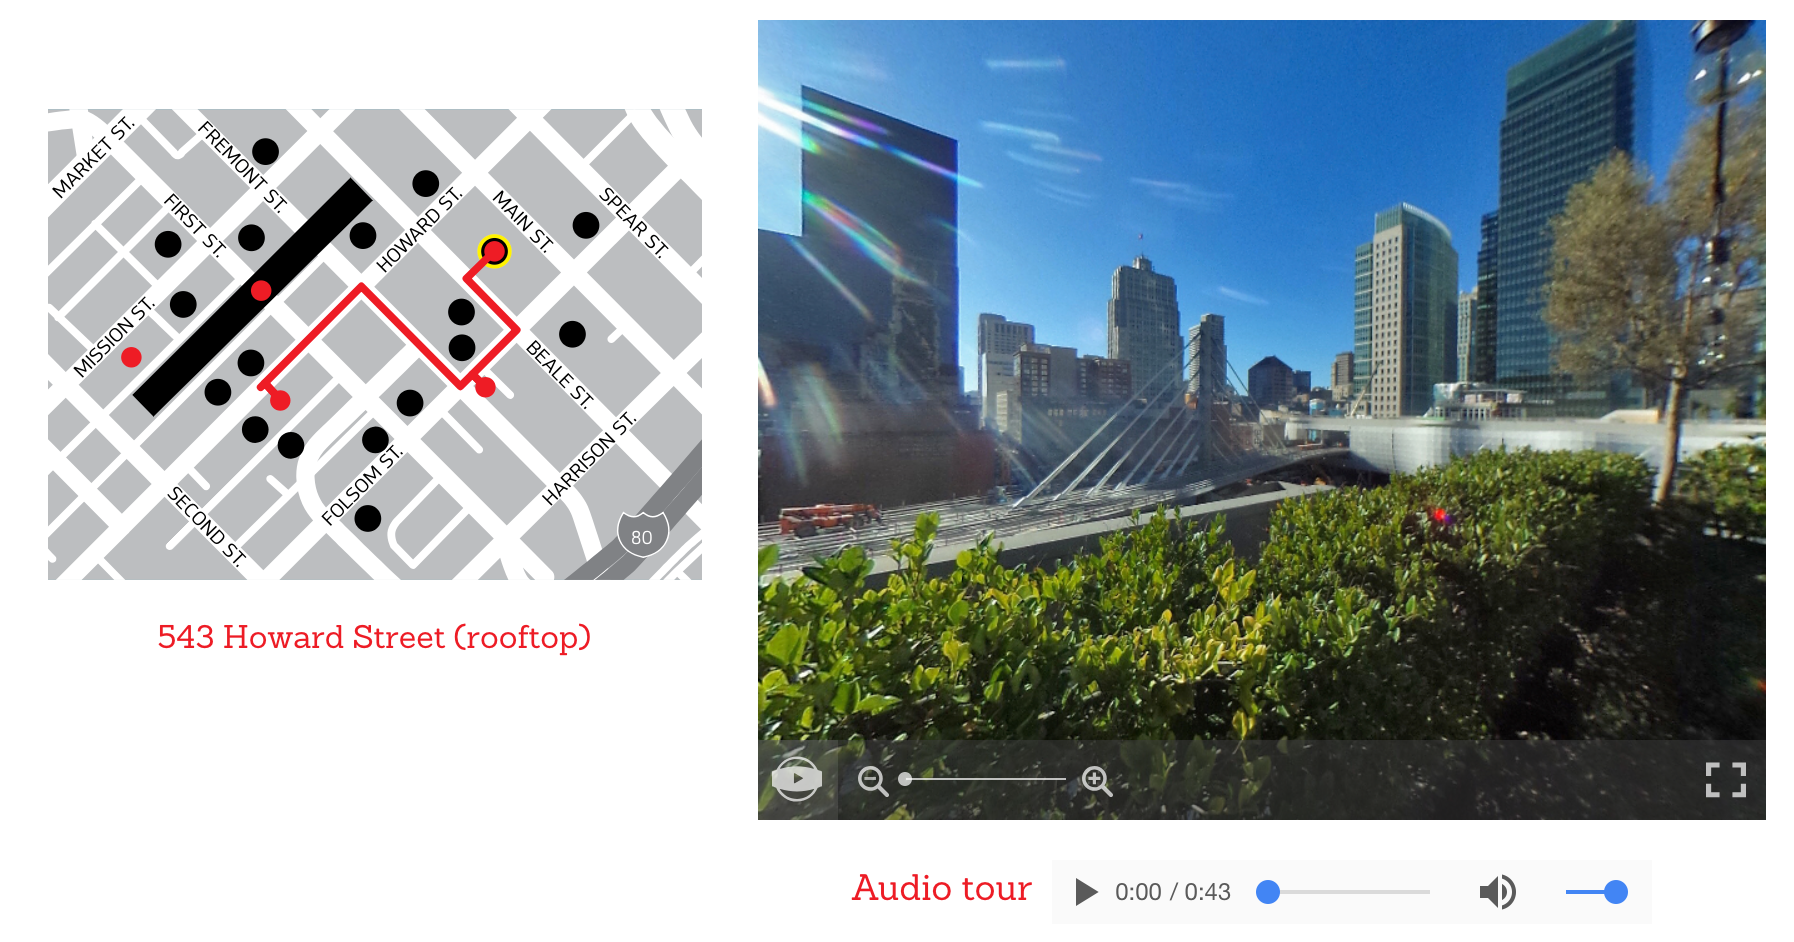 MARKET ST.
FREMONT ST.
FIRST ST.
HOWARD ST.
MAIN ST.
SPEAR ST.
MISSION ST.
BEALE ST.
FOLSOM ST.
HARRISON ST.
SECOND ST.
80
543 Howard Street (rooftop)
Audio tour
0:00 / 0:43